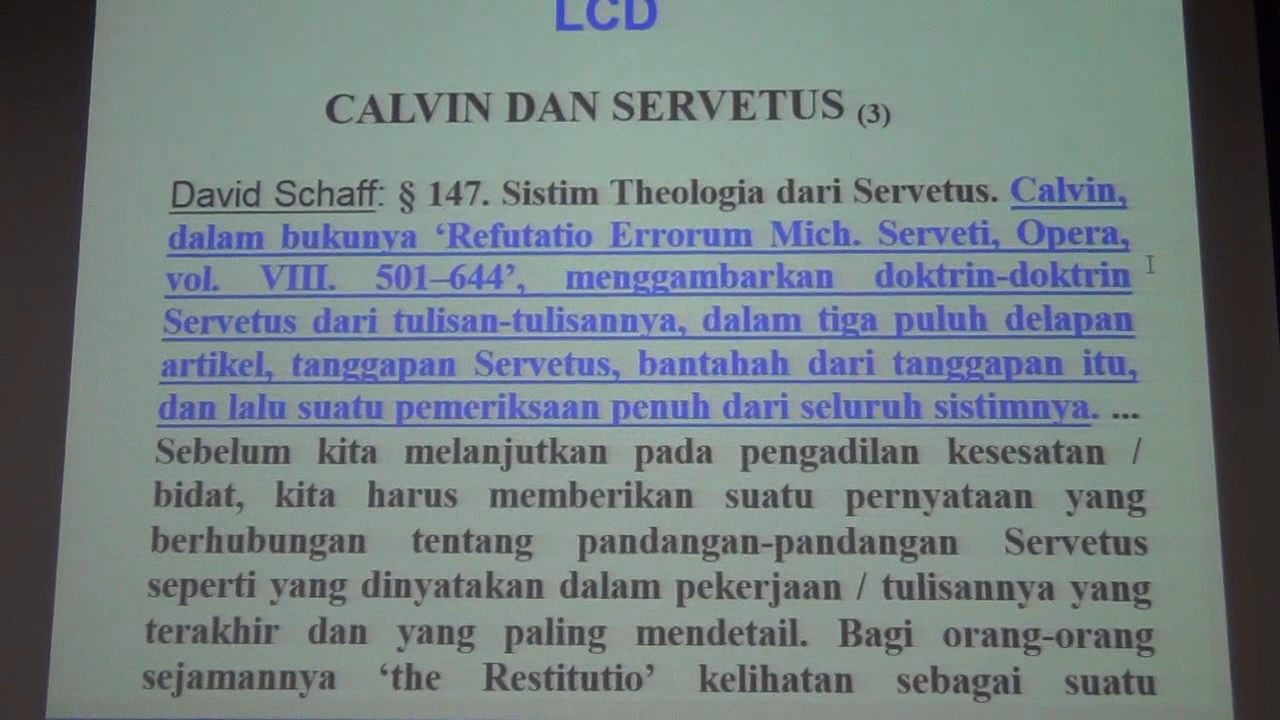 LCD
CALVIN DAN SERVETUS (3)
David Schaff: § 147. Sistim Theologia dari Servetus. Calvin,
dalam bukunya ‘Refutatio Errorum Mich. Serveti, Opera,
vol. VIII. 501–644’, menggambarkan doktrin-doktrin
Servetus dari tulisan-tulisannya, dalam tiga puluh delapan
artikel, tanggapan Servetus, bantahah dari tanggapan itu,
dan lalu suatu pemeriksaan penuh dari seluruh sistimnya. ...
Sebelum kita melanjutkan pada pengadilan kesesatan /
bidat, kita harus memberikan suatu pernyataan yang
berhubungan tentang pandangan-pandangan Servetus
seperti yang dinyatakan dalam pekerjaan / tulisannya yang
terakhir dan yang paling mendetail. Bagi orang-orang
sejamannya ‘the Restitutio’ kelihatan sebagai suatu